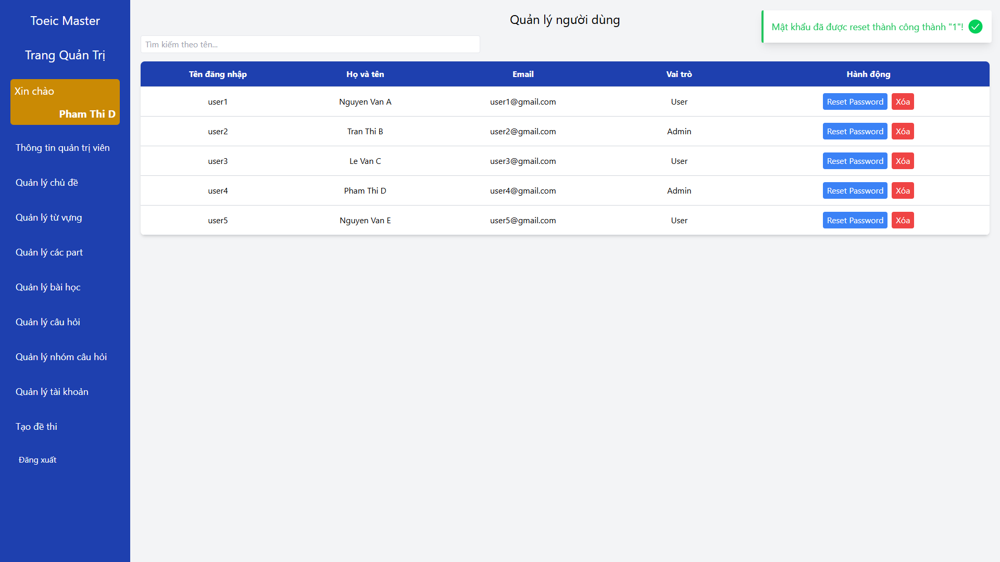 Toeic Master
Trang Quản Trị
Xin chào
Pham Thi D
Thông tin quản trị viên
Quản lý chủ đề
Quản lý từ vựng
Quản lý các part
Quản lý bài học
Quản lý câu hỏi
Quản lý nhóm câu hỏi
Quản lý tài khoản
Tạo đề thi
Đăng xuất
Quản lý người dùng
Mật khẩu đã được reset thành công thành "1"!
Tìm kiếm theo tên...
Tên đăng nhập Họ và tên Email Vai trò Hành động
user1 Nguyen Van A user1@gmail.com User Reset Password Xóa
user2 Tran Thi B user2@gmail.com Admin Reset Password Xóa
user3 Le Van C user3@gmail.com User Reset Password Xóa
user4 Pham Thi D user4@gmail.com Admin Reset Password Xóa
user5 Nguyen Van E user5@gmail.com User Reset Password Xóa